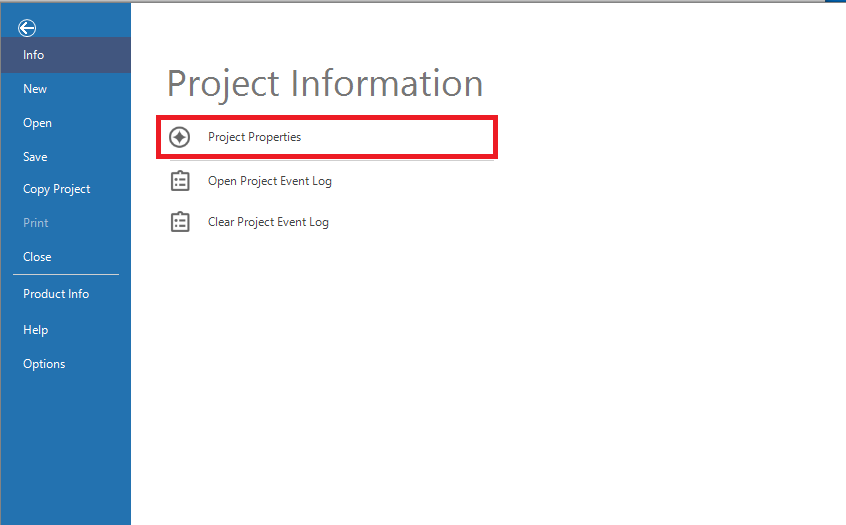 Info
New
Open
Save
Copy Project
Print
Close
Product Info
Help
Options
Project Information
Project Properties
Open Project Event Log
Clear Project Event Log